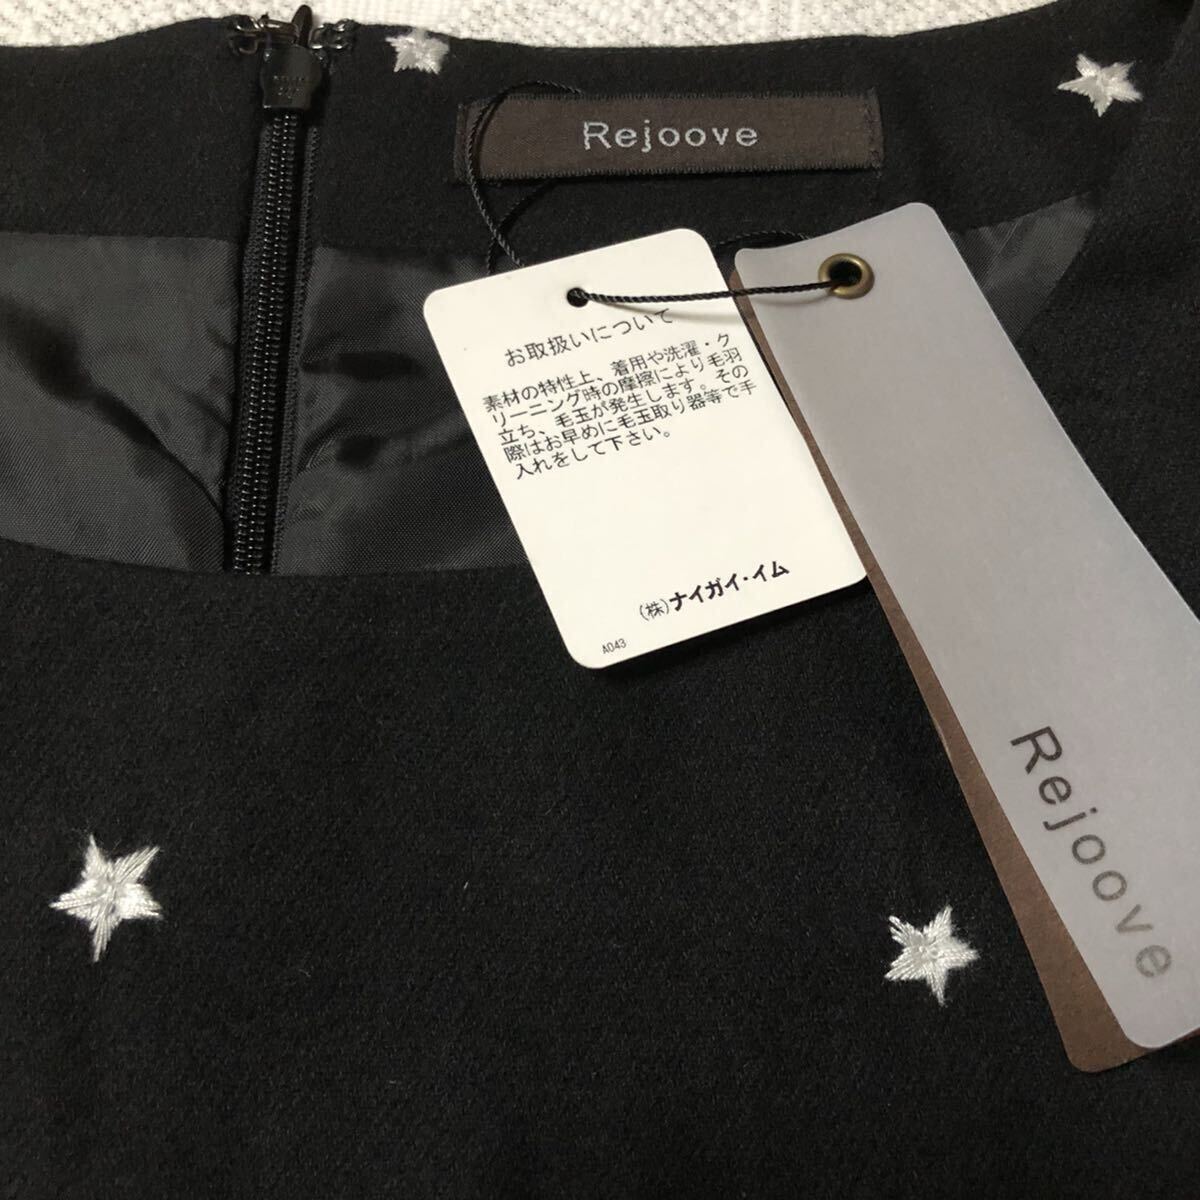 Rejoove
お取扱いについて
素材の特性上、着用や洗濯・ク
リーニング時の摩擦により毛羽
立ち、毛玉が発生します。その
際はお早めに毛玉取り器等で手
入れをして下さい。
(株)ナイガイ・イム
A043
Rejoove